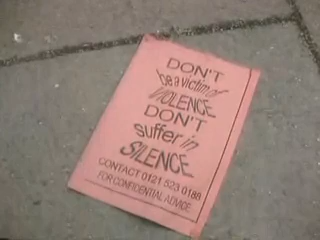 DON'T
be a victim of
VIOLENCE
DON'T
suffer in
SILENCE
CONTACT 0121 523 0188
FOR CONFIDENTIAL ADVICE